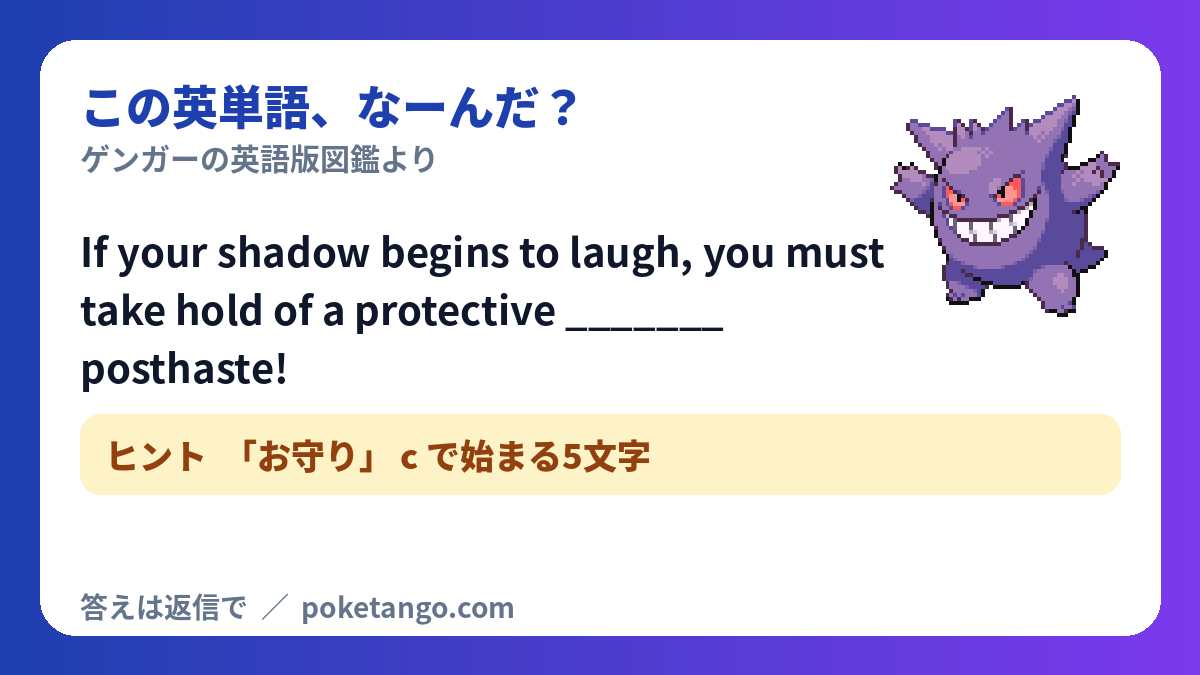 この英単語、なーんだ？
ゲンガーの英語版図鑑より
If your shadow begins to laugh, you must
take hold of a protective _______
posthaste!
ヒント 「お守り」 c で始まる5文字
答えは返信で ／ poketango.com